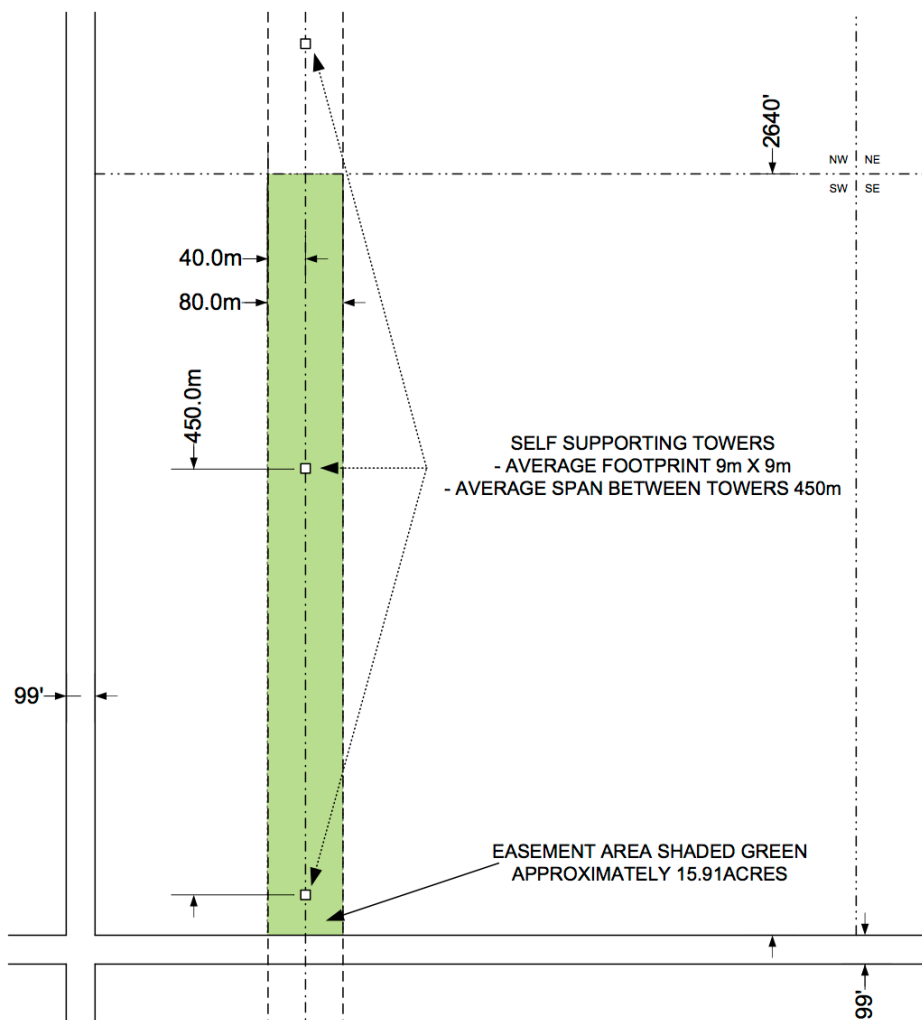 2640'
NW NE
SW SE
40.0m
80.0m
450.0m
SELF SUPPORTING TOWERS
- AVERAGE FOOTPRINT 9m X 9m
- AVERAGE SPAN BETWEEN TOWERS 450m
99'
EASEMENT AREA SHADED GREEN
APPROXIMATELY 15.91ACRES
99'